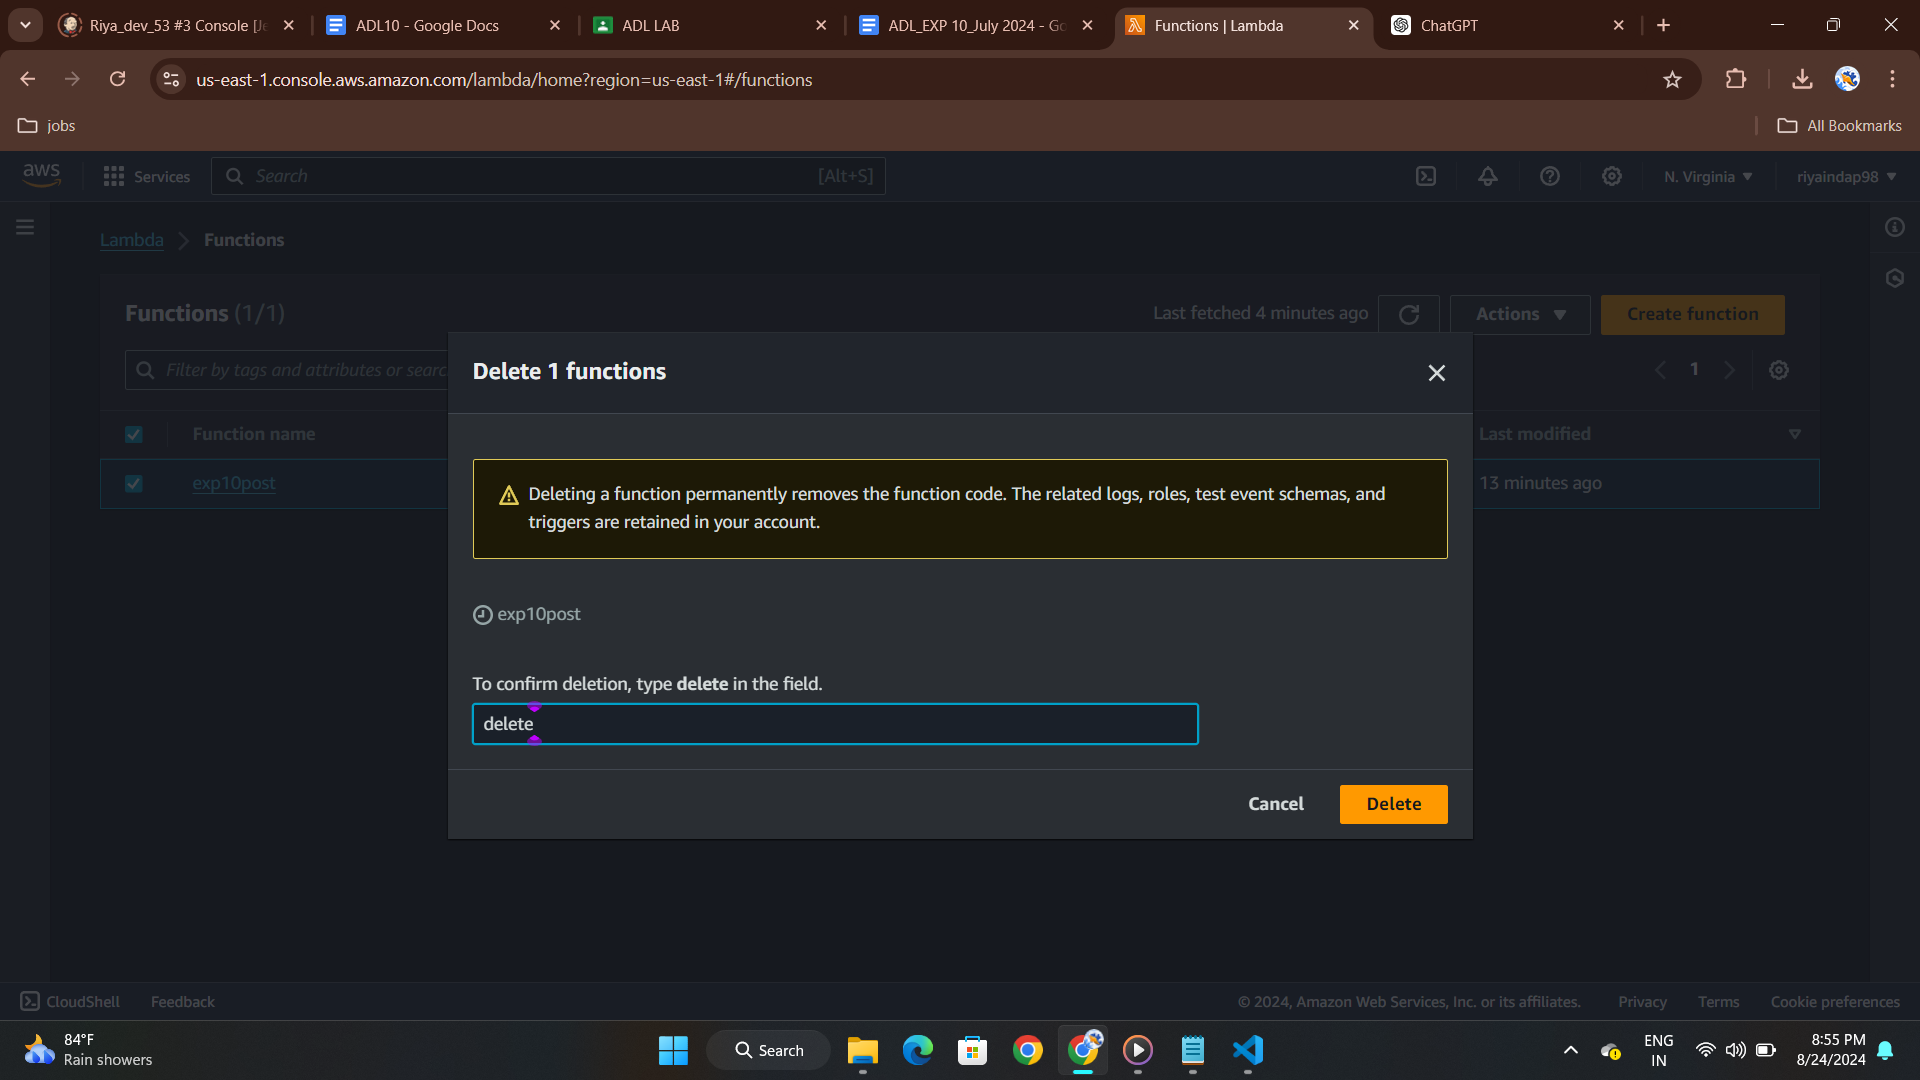 Riya_dev_53 #3 Console [Je
ADL10 - Google Docs
ADL LAB
ADL_EXP 10_July 2024 - Go
Functions | Lambda
ChatGPT
us-east-1.console.aws.amazon.com/lambda/home?region=us-east-1#/functions
jobs
All Bookmarks
aws
Services
Search
[Alt+S]
N. Virginia
riyaindap98
Lambda
Functions
Functions (1/1)
Last fetched 4 minutes ago
Actions
Create function
Filter by tags and attributes or searc
1
Function name
Last modified
exp10post
13 minutes ago
Delete 1 functions
Deleting a function permanently removes the function code. The related logs, roles, test event schemas, and
triggers are retained in your account.
exp10post
To confirm deletion, type delete in the field.
delete
Cancel
Delete
CloudShell
Feedback
© 2024, Amazon Web Services, Inc. or its affiliates.
Privacy
Terms
Cookie preferences
84°F
Rain showers
Search
ENG
IN
8:55 PM
8/24/2024